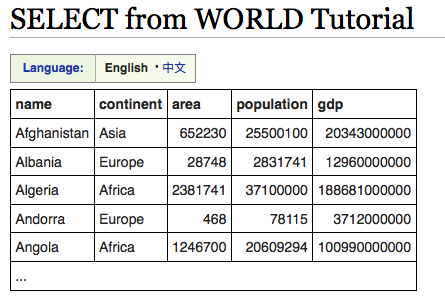 SELECT from WORLD Tutorial
Language: English • 中文
name continent area population gdp
Afghanistan Asia 652230 25500100 20343000000
Albania Europe 28748 2831741 12960000000
Algeria Africa 2381741 37100000 188681000000
Andorra Europe 468 78115 3712000000
Angola Africa 1246700 20609294 100990000000
...